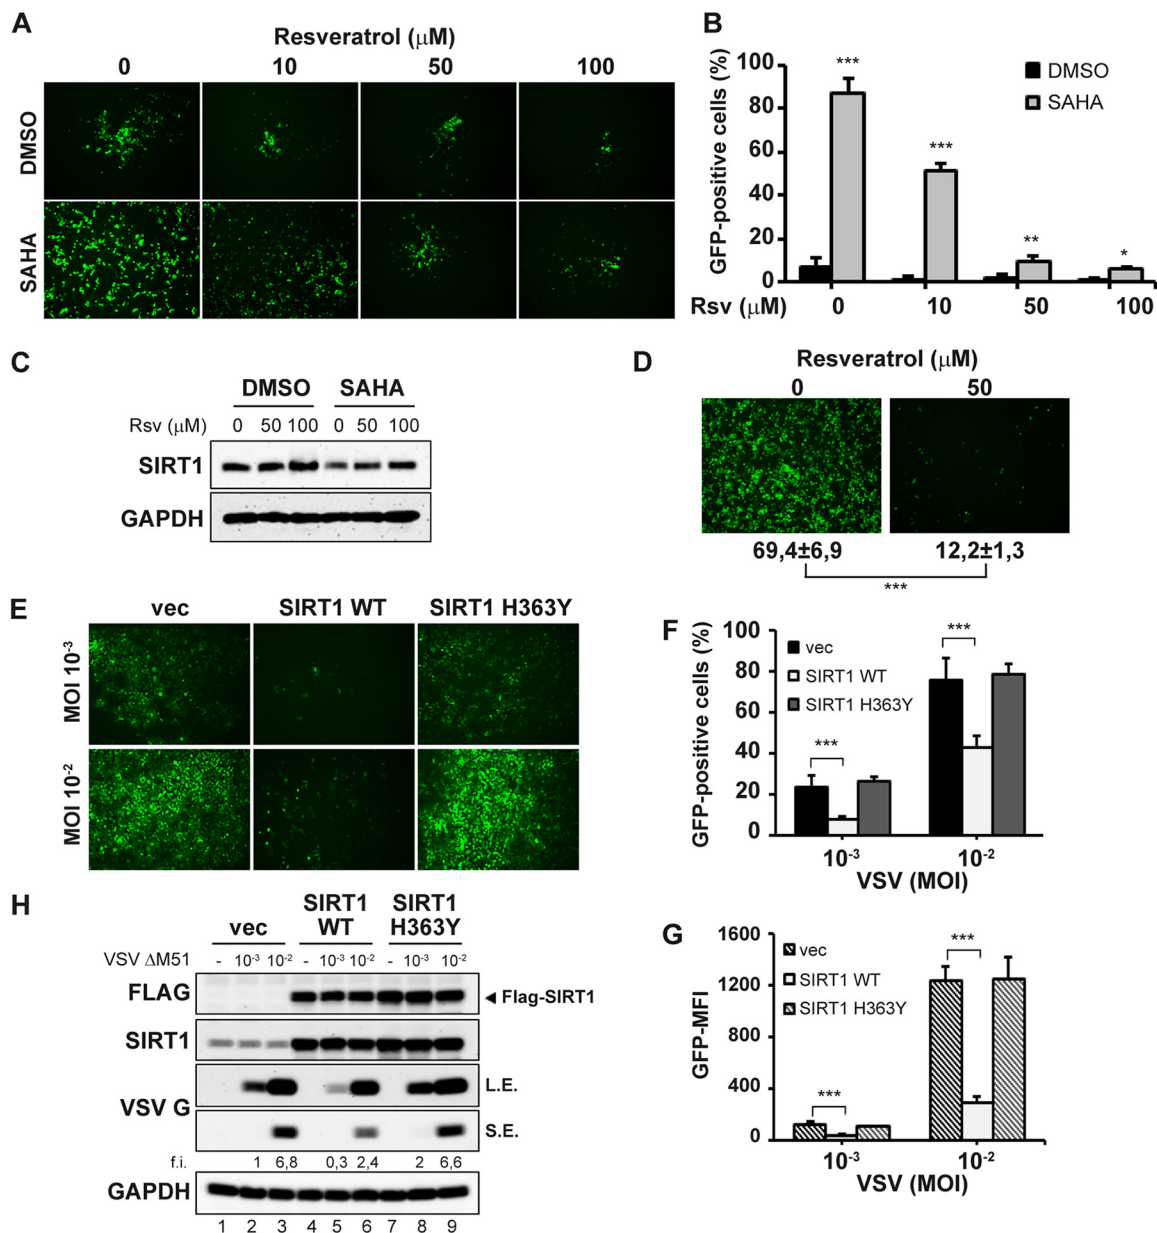 A
Resveratrol (μM)
0 10 50 100
DMSO
SAHA
B
GFP-positive cells (%)
100
80
60
40
20
0
DMSO
SAHA
*** *** ** *
Rsv (μM) 0 10 50 100
C
DMSO SAHA
Rsv (μM) 0 50 100 0 50 100
SIRT1
GAPDH
D
Resveratrol (μM)
0 50
69,4±6,9 12,2±1,3
***
E
vec SIRT1 WT SIRT1 H363Y
MOI 10-3
MOI 10-2
F
GFP-positive cells (%)
100
80
60
40
20
0
vec
SIRT1 WT
SIRT1 H363Y
*** ***
10-3 10-2
VSV (MOI)
G
GFP-MFI
1600
1200
800
400
0
vec
SIRT1 WT
SIRT1 H363Y
*** ***
10-3 10-2
VSV (MOI)
H
vec SIRT1 WT SIRT1 H363Y
VSV ΔM51 - 10-3 10-2 - 10-3 10-2 - 10-3 10-2
FLAG ◄ Flag-SIRT1
SIRT1
VSV G
L.E.
S.E.
f.i. 1 6,8 0,3 2,4 2 6,6
GAPDH
1 2 3 4 5 6 7 8 9